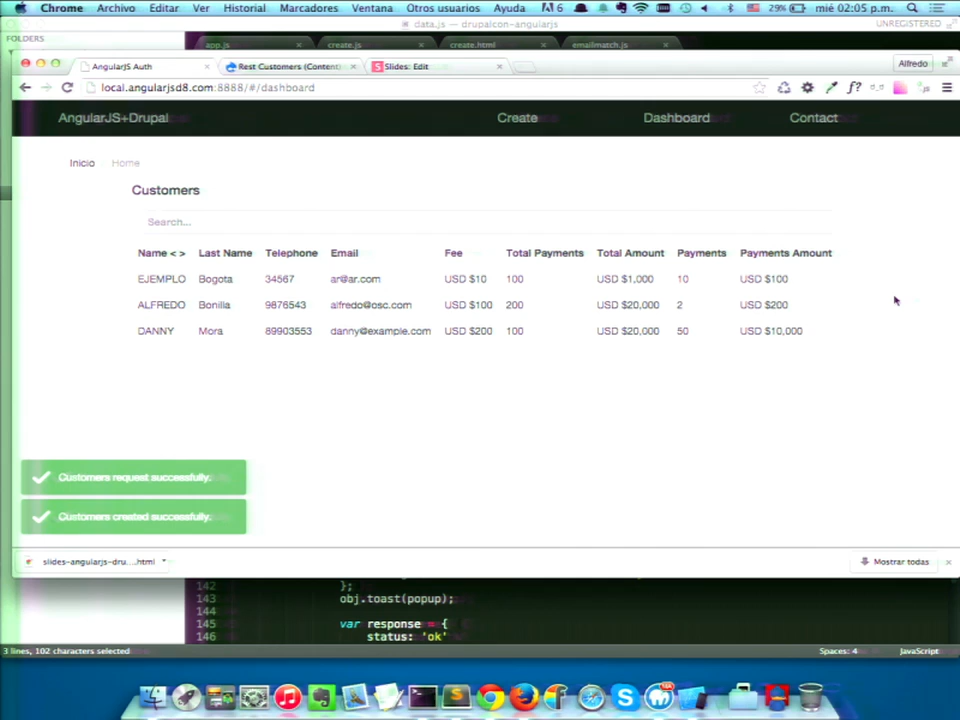 Chrome Archivo Editar Ver Historial Marcadores Ventana Otros usuarios Ayuda 6 29% mié 02:05 p.m.
data.js — drupalcon-angularjs UNREGISTERED
FOLDERS
app.js create.js create.html emailmatch.js
AngularJS Auth Rest Customers (Content Slides: Edit Alfredo
local.angularjsd8.com:8888/#/dashboard f?
AngularJS+Drupal Create Dashboard Contact
Inicio Home
Customers
Search...
Name < > Last Name Telephone Email Fee Total Payments Total Amount Payments Payments Amount
EJEMPLO Bogota 34567 ar@ar.com USD $10 100 USD $1,000 10 USD $100
ALFREDO Bonilla 9876543 alfredo@osc.com USD $100 200 USD $20,000 2 USD $200
DANNY Mora 89903553 danny@example.com USD $200 100 USD $20,000 50 USD $10,000
Customers request successfully.
Customers created successfully.
slides-angularjs-dru....html Mostrar todas
142 };
143 obj.toast(popup);
144
145 var response = {
146 status: 'ok'
3 lines, 102 characters selected Spaces: 4 JavaScript